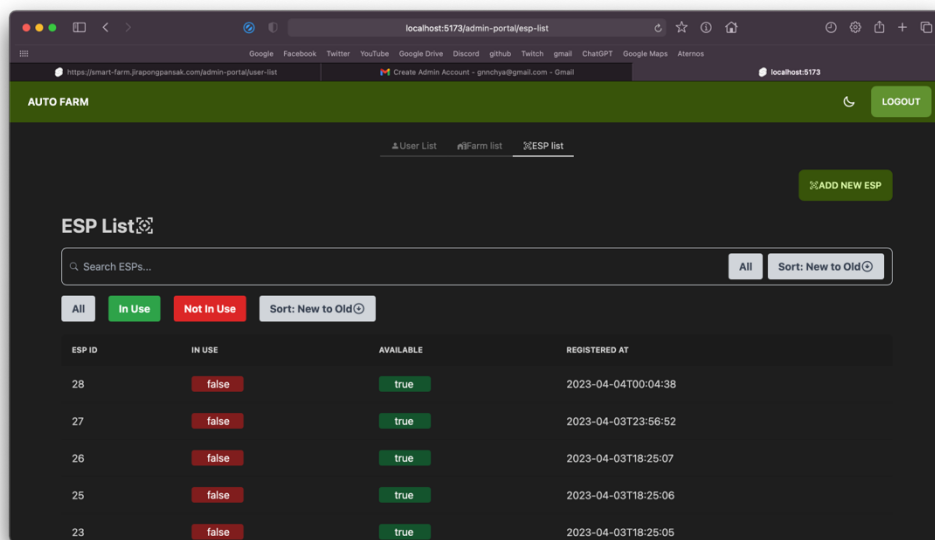 localhost:5173/admin-portal/esp-list
Google Facebook Twitter YouTube Google Drive Discord github Twitch gmail ChatGPT Google Maps Aternos
https://smart-farm.jirapongpansak.com/admin-portal/user-list Create Admin Account - gnnchya@gmail.com - Gmail localhost:5173
AUTO FARM LOGOUT
User List Farm list ESP list
ADD NEW ESP
ESP List
Search ESPs... All Sort: New to Old
All In Use Not In Use Sort: New to Old
ESP ID IN USE AVAILABLE REGISTERED AT
28 false true 2023-04-04T00:04:38
27 false true 2023-04-03T23:56:52
26 false true 2023-04-03T18:25:07
25 false true 2023-04-03T18:25:06
23 false true 2023-04-03T18:25:05